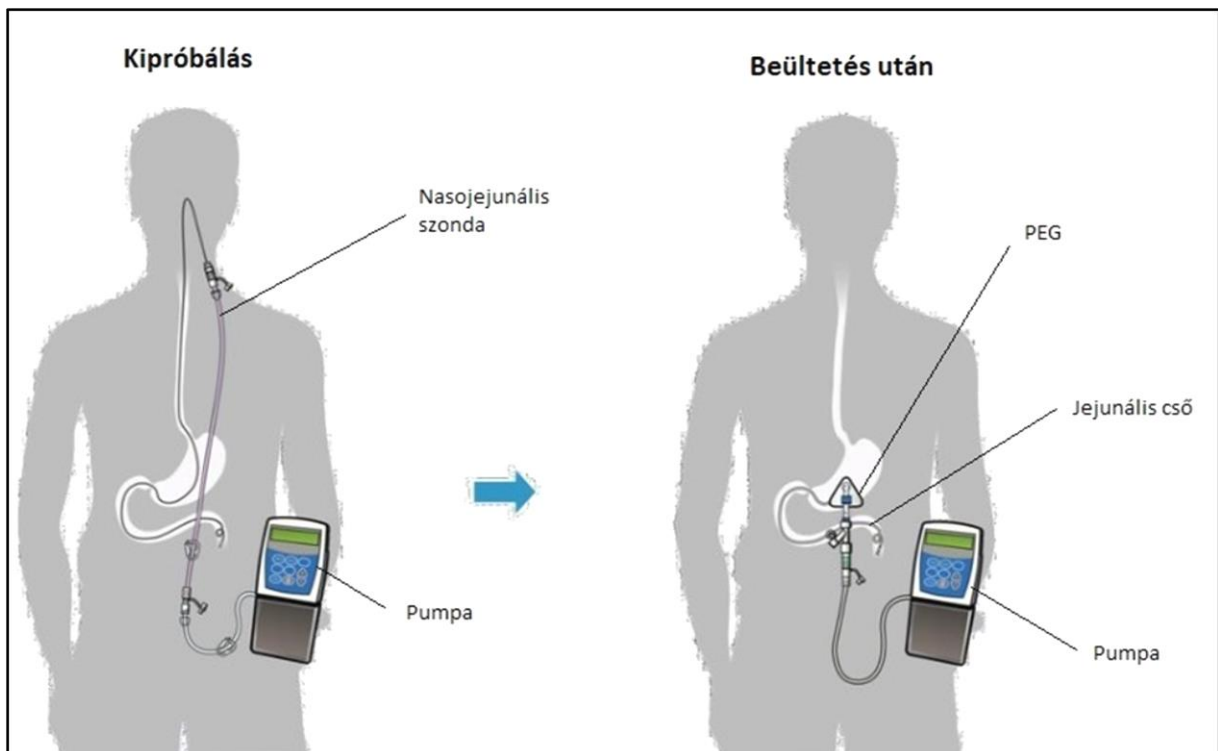 Kipróbálás
Nasojejunális
szonda
Pumpa
Beültetés után
PEG
Jejunális cső
Pumpa